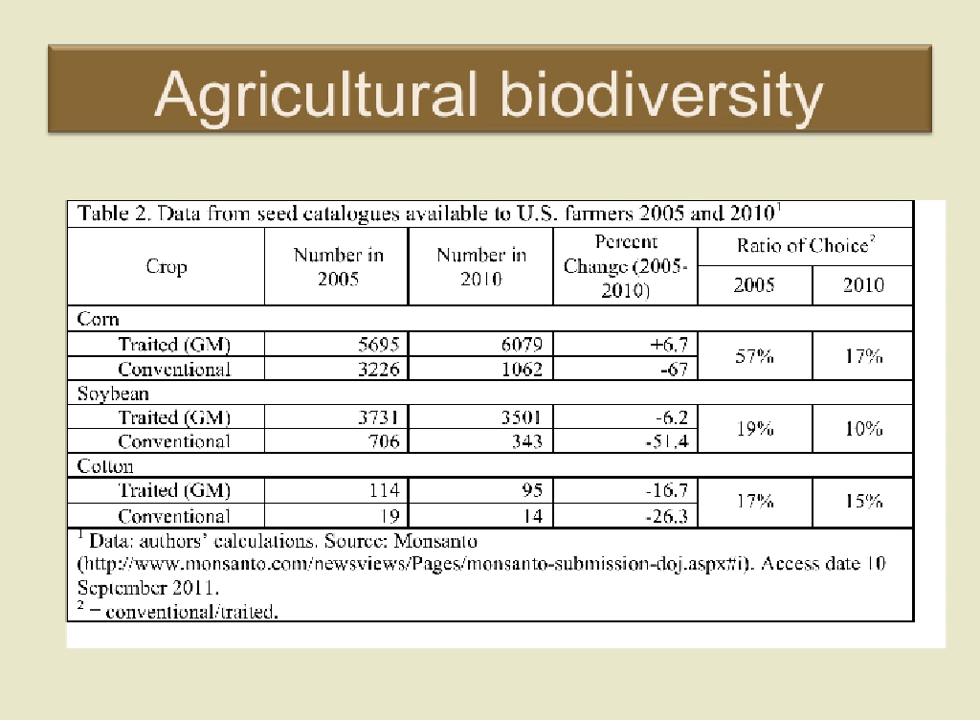 Agricultural biodiversity
Table 2. Data from seed catalogues available to U.S. farmers 2005 and 2010¹
Crop Number in 2005 Number in 2010 Percent Change (2005-2010) Ratio of Choice²
2005 2010
Corn
Traited (GM) 5695 6079 +6.7 57% 17%
Conventional 3226 1062 -67
Soybean
Traited (GM) 3731 3501 -6.2 19% 10%
Conventional 706 343 -51.4
Cotton
Traited (GM) 114 95 -16.7 17% 15%
Conventional 19 14 -26.3
¹ Data: authors' calculations. Source: Monsanto
(http://www.monsanto.com/newsviews/Pages/monsanto-submission-doj.aspx#i). Access date 10
September 2011.
² = conventional/traited.